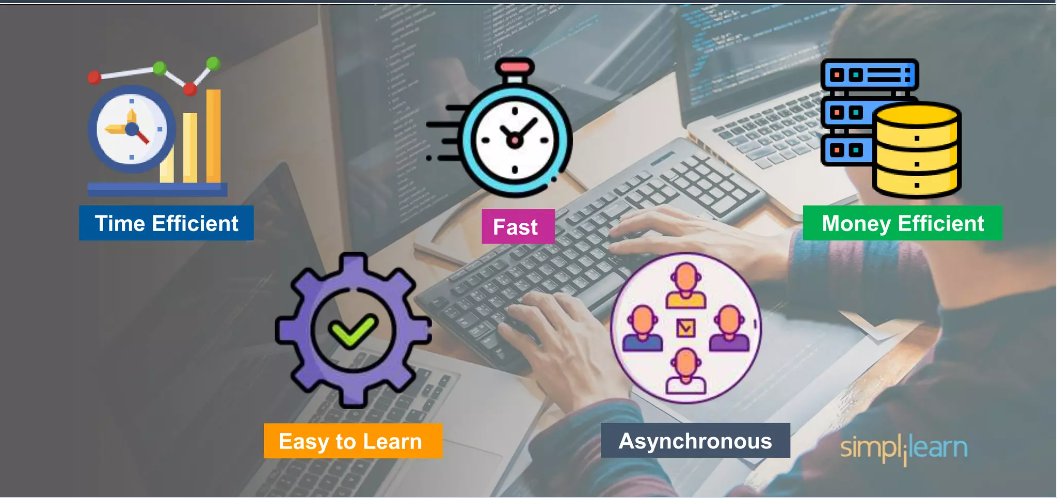 Time Efficient
Fast
Money Efficient
Easy to Learn
Asynchronous
simplilearn